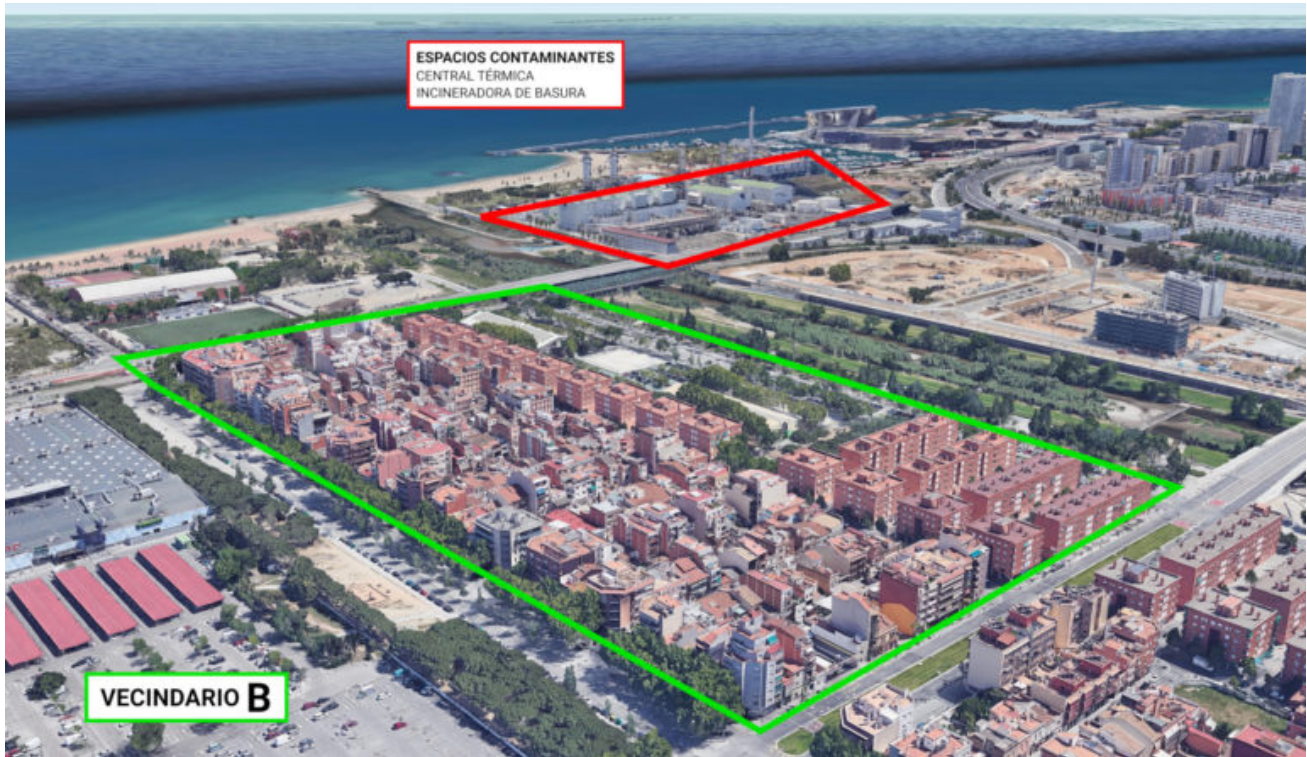 ESPACIOS CONTAMINANTES
CENTRAL TÉRMICA
INCINERADORA DE BASURA
VECINDARIO B